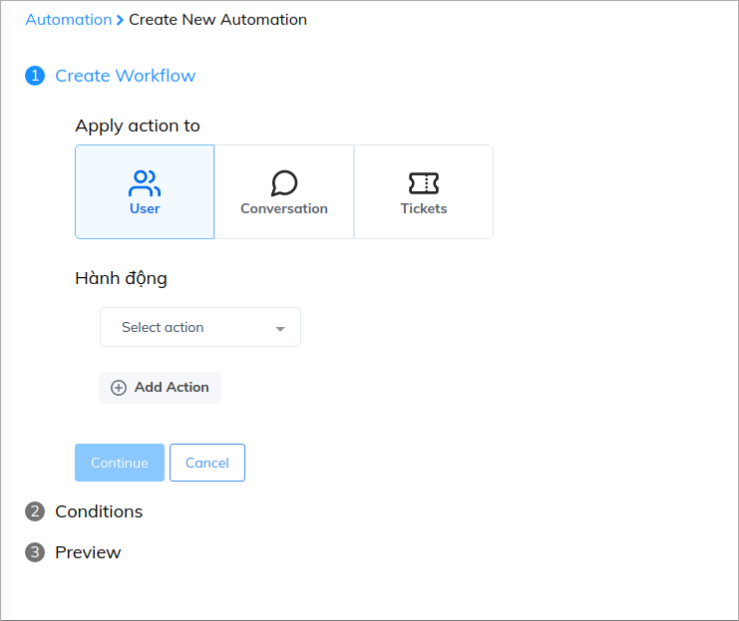 Automation > Create New Automation
1 Create Workflow
Apply action to
User Conversation Tickets
Hành động
Select action
Add Action
Continue Cancel
2 Conditions
3 Preview